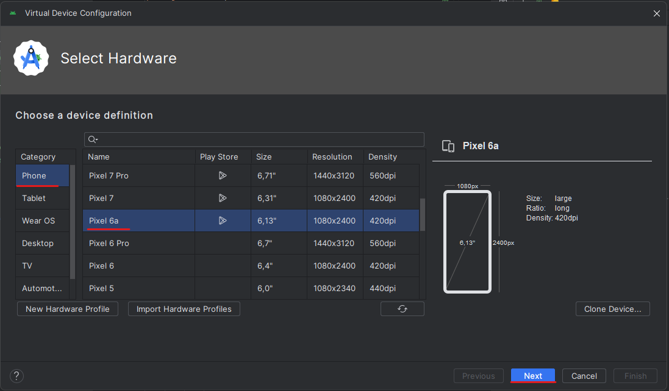 Virtual Device Configuration
Select Hardware
Choose a device definition
Category
Phone
Tablet
Wear OS
Desktop
TV
Automot...
Name Play Store Size Resolution Density
Pixel 7 Pro 6,71" 1440x3120 560dpi
Pixel 7 6,31" 1080x2400 420dpi
Pixel 6a 6,13" 1080x2400 420dpi
Pixel 6 Pro 6,7" 1440x3120 560dpi
Pixel 6 6,4" 1080x2400 420dpi
Pixel 5 6,0" 1080x2340 440dpi
New Hardware Profile Import Hardware Profiles
Pixel 6a
1080px
6,13"
2400px
Size: large
Ratio: long
Density: 420dpi
Clone Device...
? Previous Next Cancel Finish